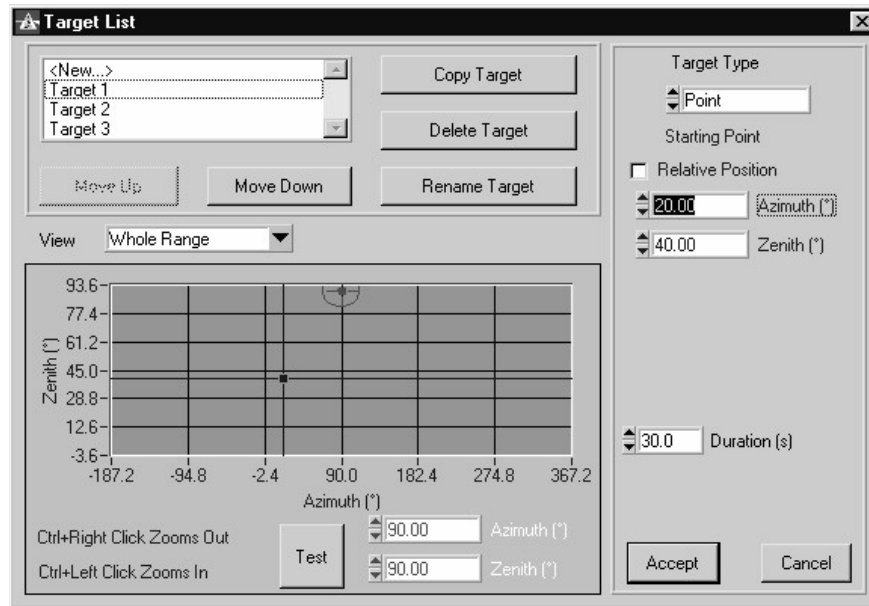 Target List
<New...>
Target 1
Target 2
Target 3
Copy Target
Delete Target
Move Up
Move Down
Rename Target
View
Whole Range
93.6
77.4
61.2
45.0
28.8
12.6
-3.6
Zenith (°)
-187.2 -94.8 -2.4 90.0 182.4 274.8 367.2
Azimuth (°)
Ctrl+Right Click Zooms Out
Ctrl+Left Click Zooms In
Test
90.00 Azimuth (°)
90.00 Zenith (°)
Target Type
Point
Starting Point
Relative Position
20.00 Azimuth (°)
40.00 Zenith (°)
30.0 Duration (s)
Accept
Cancel